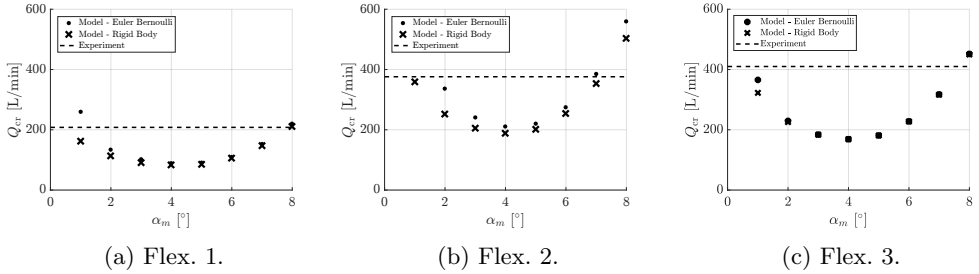 600
400
200
0
Q_cr [L/min]
Model - Euler Bernoulli
Model - Rigid Body
Experiment
0 2 4 6 8
α_m [°]
(a) Flex. 1.
600
400
200
0
Q_cr [L/min]
Model - Euler Bernoulli
Model - Rigid Body
Experiment
0 2 4 6 8
α_m [°]
(b) Flex. 2.
600
400
200
0
Q_cr [L/min]
Model - Euler Bernoulli
Model - Rigid Body
Experiment
0 2 4 6 8
α_m [°]
(c) Flex. 3.